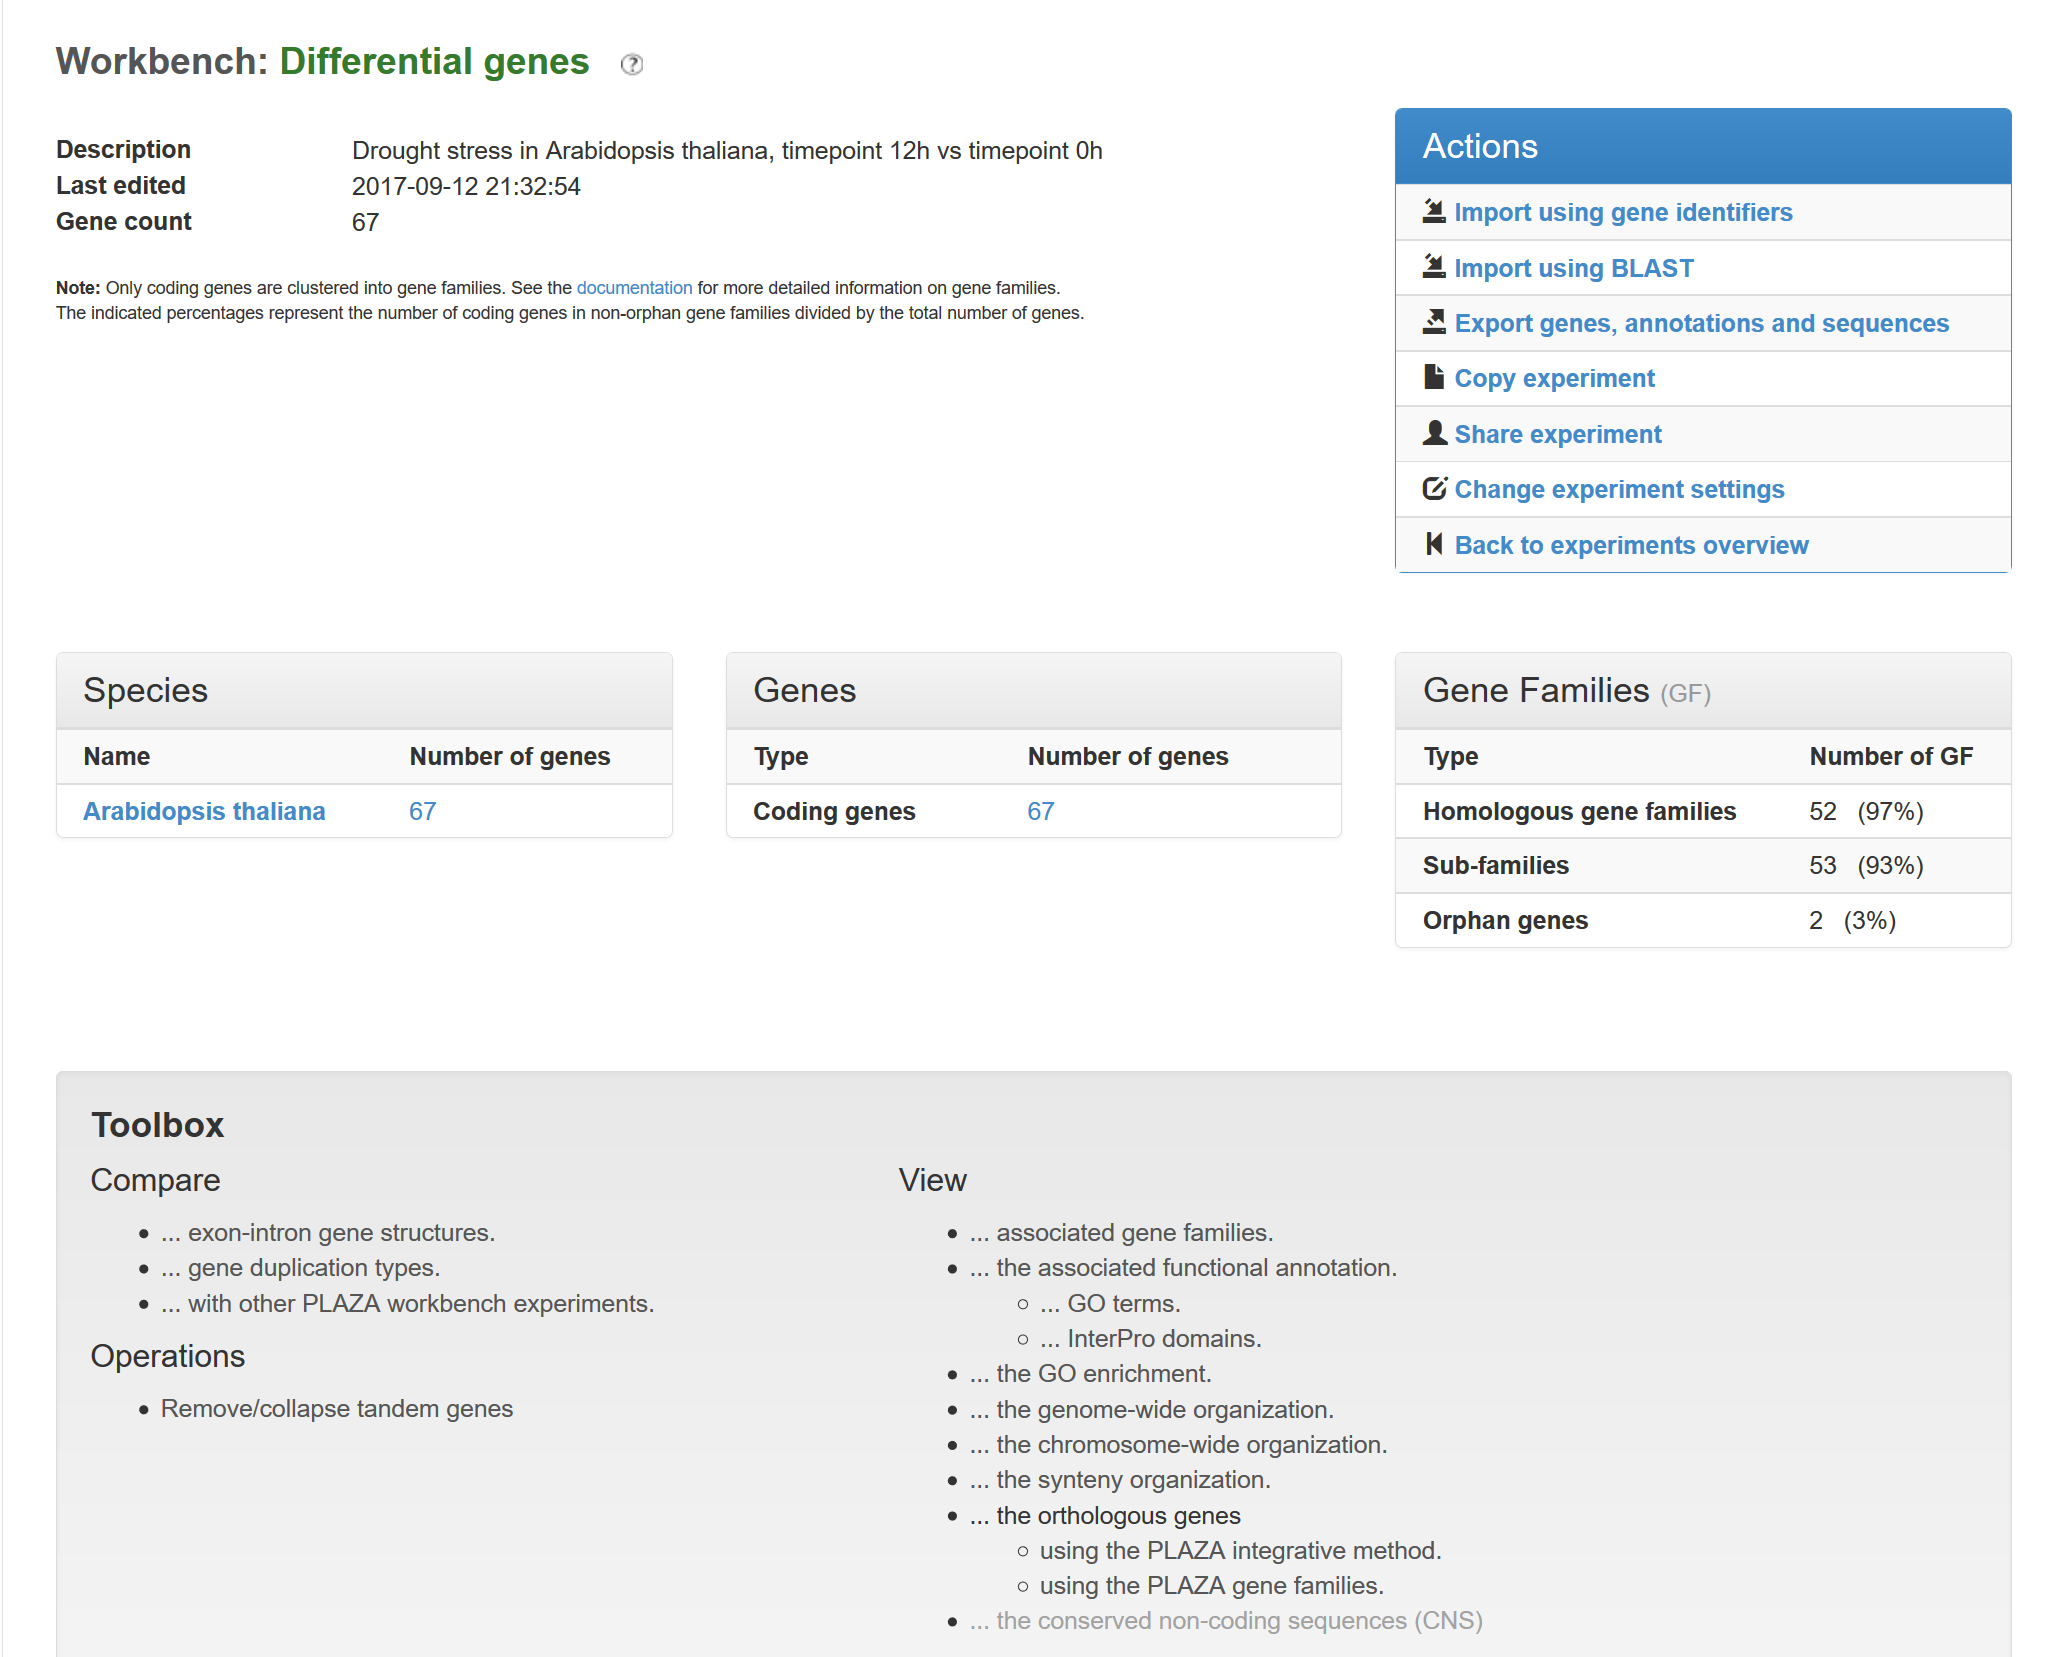 Workbench: Differential genes ?
Description Drought stress in Arabidopsis thaliana, timepoint 12h vs timepoint 0h
Last edited 2017-09-12 21:32:54
Gene count 67
Note: Only coding genes are clustered into gene families. See the documentation for more detailed information on gene families.
The indicated percentages represent the number of coding genes in non-orphan gene families divided by the total number of genes.
Actions
Import using gene identifiers
Import using BLAST
Export genes, annotations and sequences
Copy experiment
Share experiment
Change experiment settings
Back to experiments overview
Species
Name Number of genes
Arabidopsis thaliana 67
Genes
Type Number of genes
Coding genes 67
Gene Families (GF)
Type Number of GF
Homologous gene families 52 (97%)
Sub-families 53 (93%)
Orphan genes 2 (3%)
Toolbox
Compare
... exon-intron gene structures.
... gene duplication types.
... with other PLAZA workbench experiments.
Operations
Remove/collapse tandem genes
View
... associated gene families.
... the associated functional annotation.
... GO terms.
... InterPro domains.
... the GO enrichment.
... the genome-wide organization.
... the chromosome-wide organization.
... the synteny organization.
... the orthologous genes
using the PLAZA integrative method.
using the PLAZA gene families.
... the conserved non-coding sequences (CNS)